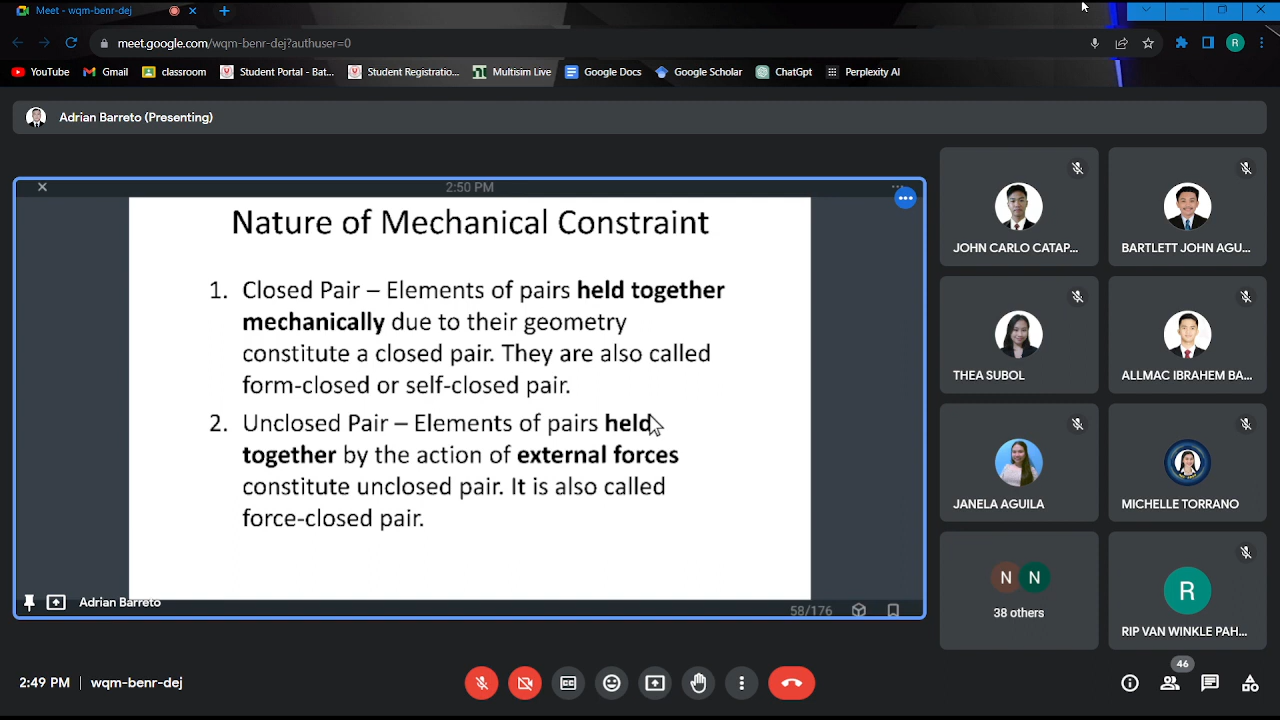 Meet - wqm-benr-dej
meet.google.com/wqm-benr-dej?authuser=0
R
YouTube Gmail classroom Student Portal - Bat... Student Registratio... Multisim Live Google Docs Google Scholar ChatGpt Perplexity AI
Adrian Barreto (Presenting)
2:50 PM
Nature of Mechanical Constraint
1. Closed Pair – Elements of pairs held together
mechanically due to their geometry
constitute a closed pair. They are also called
form-closed or self-closed pair.
2. Unclosed Pair – Elements of pairs held
together by the action of external forces
constitute unclosed pair. It is also called
force-closed pair.
Adrian Barreto
58/176
JOHN CARLO CATAP...
BARTLETT JOHN AGU...
THEA SUBOL
ALLMAC IBRAHEM BA...
JANELA AGUILA
MICHELLE TORRANO
N N
38 others
R
RIP VAN WINKLE PAH...
2:49 PM | wqm-benr-dej
46